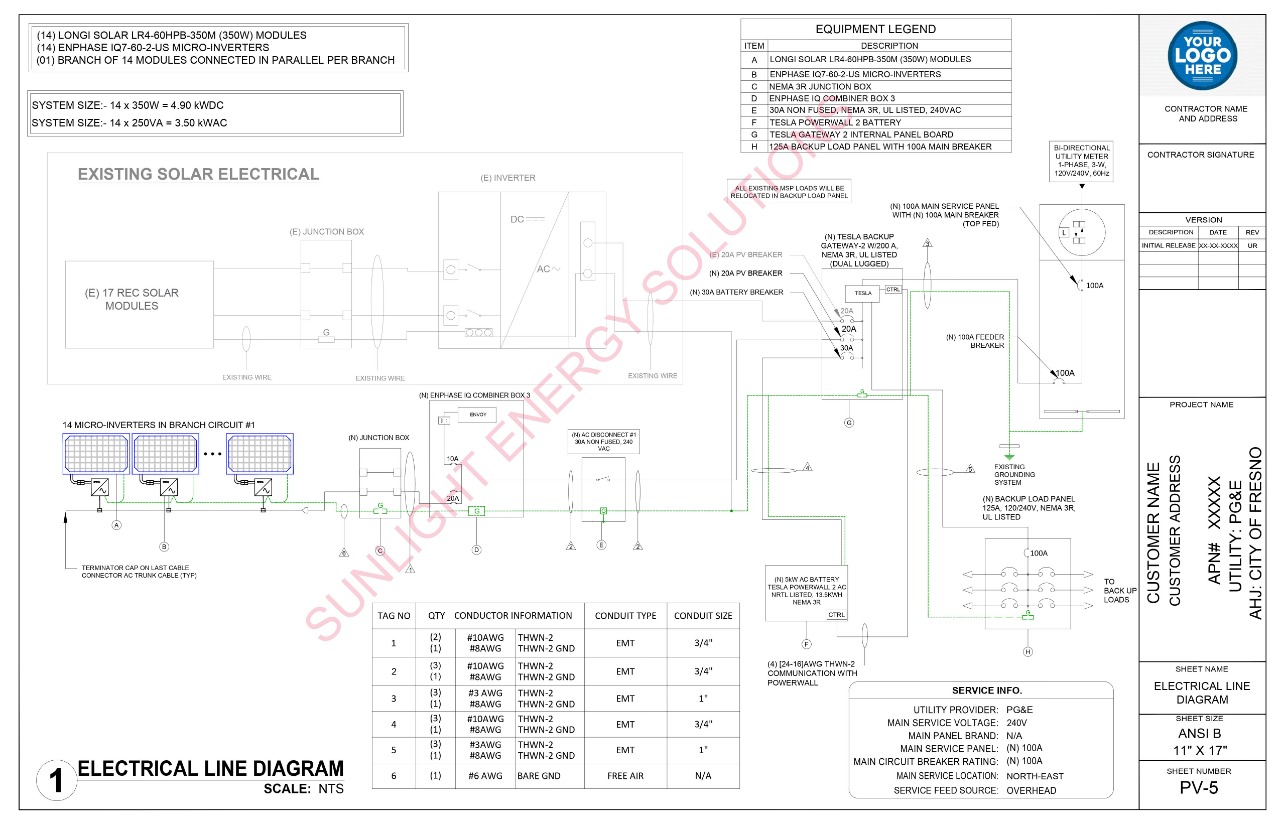 (14) LONGI SOLAR LR4-60HPB-350M (350W) MODULES
(14) ENPHASE IQ7-60-2-US MICRO-INVERTERS
(01) BRANCH OF 14 MODULES CONNECTED IN PARALLEL PER BRANCH
SYSTEM SIZE:- 14 x 350W = 4.90 kWDC
SYSTEM SIZE:- 14 x 250VA = 3.50 kWAC
EQUIPMENT LEGEND
ITEM DESCRIPTION
A LONGI SOLAR LR4-60HPB-350M (350W) MODULES
B ENPHASE IQ7-60-2-US MICRO-INVERTERS
C NEMA 3R JUNCTION BOX
D ENPHASE IQ COMBINER BOX 3
E 30A NON FUSED, NEMA 3R, UL LISTED, 240VAC
F TESLA POWERWALL 2 BATTERY
G TESLA GATEWAY 2 INTERNAL PANEL BOARD
H 125A BACKUP LOAD PANEL WITH 100A MAIN BREAKER
EXISTING SOLAR ELECTRICAL
(E) INVERTER
DC
AC
(E) JUNCTION BOX
(E) 17 REC SOLAR
MODULES
G
EXISTING WIRE
EXISTING WIRE
EXISTING WIRE
ALL EXISTING MSP LOADS WILL BE
RELOCATED IN BACKUP LOAD PANEL
BI-DIRECTIONAL
UTILITY METER
1-PHASE, 3-W,
120V/240V, 60Hz
(N) 100A MAIN SERVICE PANEL
WITH (N) 100A MAIN BREAKER
(TOP FED)
L
100A
(N) 100A FEEDER
BREAKER
100A
(N) TESLA BACKUP
GATEWAY-2 W/200 A,
NEMA 3R, UL LISTED
(DUAL LUGGED)
(E) 20A PV BREAKER
(N) 20A PV BREAKER
(N) 30A BATTERY BREAKER
TESLA
CTRL
20A
20A
30A
G
G
3
14 MICRO-INVERTERS IN BRANCH CIRCUIT #1
(N) JUNCTION BOX
(N) ENPHASE IQ COMBINER BOX 3
ENVOY
10A
20A
(N) AC DISCONNECT #1
30A NON FUSED, 240
VAC
G
G
G
A
B
C
D
E
6
1
2
2
4
5
TERMINATOR CAP ON LAST CABLE
CONNECTOR AC TRUNK CABLE (TYP)
EXISTING
GROUNDING
SYSTEM
(N) BACKUP LOAD PANEL
125A, 120/240V, NEMA 3R,
UL LISTED
100A
TO
BACK UP
LOADS
G
H
(N) 5kW AC BATTERY
TESLA POWERWALL 2 AC
NRTL LISTED, 13.5KWH
NEMA 3R
CTRL
F
(4) [24-16]AWG THWN-2
COMMUNICATION WITH
POWERWALL
TAG NO QTY CONDUCTOR INFORMATION CONDUIT TYPE CONDUIT SIZE
1 (2) #10AWG THWN-2 EMT 3/4"
(1) #8AWG THWN-2 GND
2 (3) #10AWG THWN-2 EMT 3/4"
(1) #8AWG THWN-2 GND
3 (3) #3 AWG THWN-2 EMT 1"
(1) #8AWG THWN-2 GND
4 (3) #10AWG THWN-2 EMT 3/4"
(1) #8AWG THWN-2 GND
5 (3) #3AWG THWN-2 EMT 1"
(1) #8AWG THWN-2 GND
6 (1) #6 AWG BARE GND FREE AIR N/A
SERVICE INFO.
UTILITY PROVIDER: PG&E
MAIN SERVICE VOLTAGE: 240V
MAIN PANEL BRAND: N/A
MAIN SERVICE PANEL: (N) 100A
MAIN CIRCUIT BREAKER RATING: (N) 100A
MAIN SERVICE LOCATION: NORTH-EAST
SERVICE FEED SOURCE: OVERHEAD
1 ELECTRICAL LINE DIAGRAM
SCALE: NTS
SUNLIGHT ENERGY SOLUTIONS
YOUR
LOGO
HERE
CONTRACTOR NAME
AND ADDRESS
CONTRACTOR SIGNATURE
VERSION
DESCRIPTION DATE REV
INITIAL RELEASE XX-XX-XXXX UR
PROJECT NAME
CUSTOMER NAME
CUSTOMER ADDRESS
APN# XXXXX
UTILITY: PG&E
AHJ: CITY OF FRESNO
SHEET NAME
ELECTRICAL LINE
DIAGRAM
SHEET SIZE
ANSI B
11" X 17"
SHEET NUMBER
PV-5